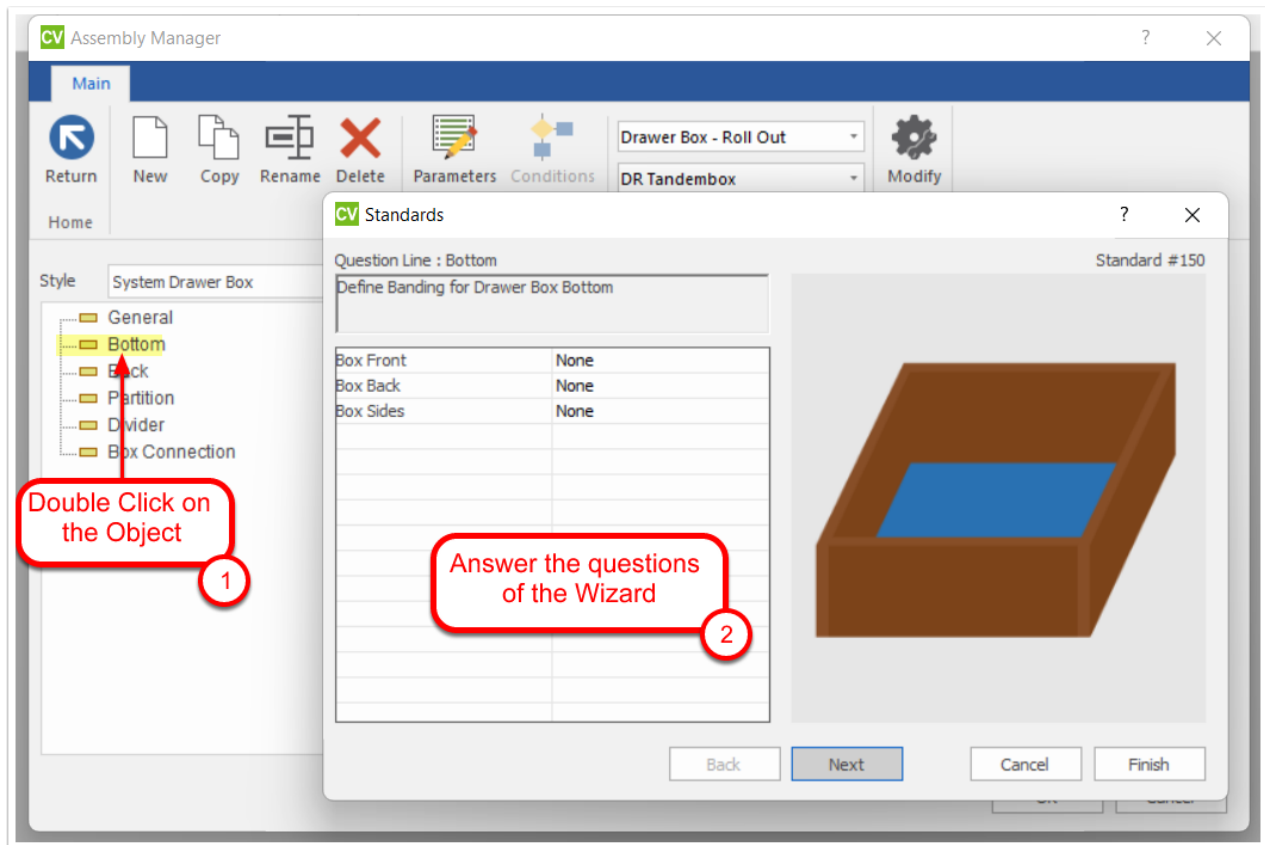 CV Assembly Manager ?
Main
Return New Copy Rename Delete Parameters Conditions
Drawer Box - Roll Out
DR Tandembox
Modify
Home
Style System Drawer Box
General
Bottom
Back
Partition
Divider
Box Connection
Double Click on
the Object
1
CV Standards ?
Question Line : Bottom
Standard #150
Define Banding for Drawer Box Bottom
Box Front None
Box Back None
Box Sides None
Answer the questions
of the Wizard
2
Back Next Cancel Finish
OK Cancel